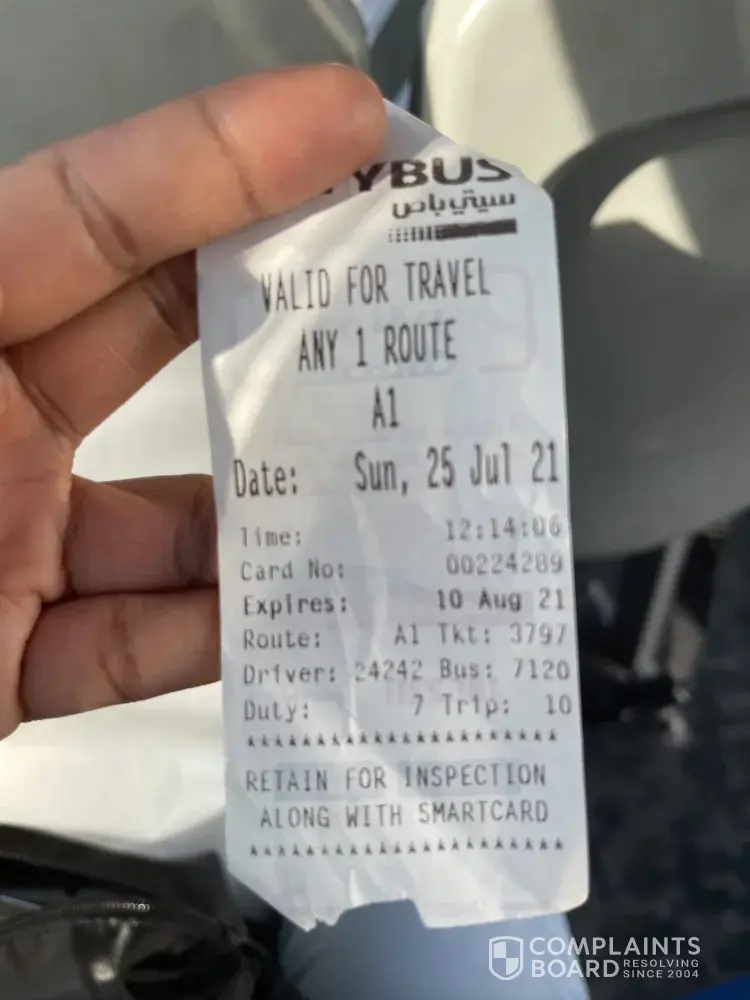 TYBUS
سيتي باص
VALID FOR TRAVEL
ANY 1 ROUTE
A1
Date: Sun, 25 Jul 21
Time: 12:14:06
Card No: 00224289
Expires: 10 Aug 21
Route: A1 Tkt: 3797
Driver: 24242 Bus: 7120
Duty: 7 Trip: 10
RETAIN FOR INSPECTION
ALONG WITH SMARTCARD
COMPLAINTS
BOARD RESOLVING
SINCE 2004